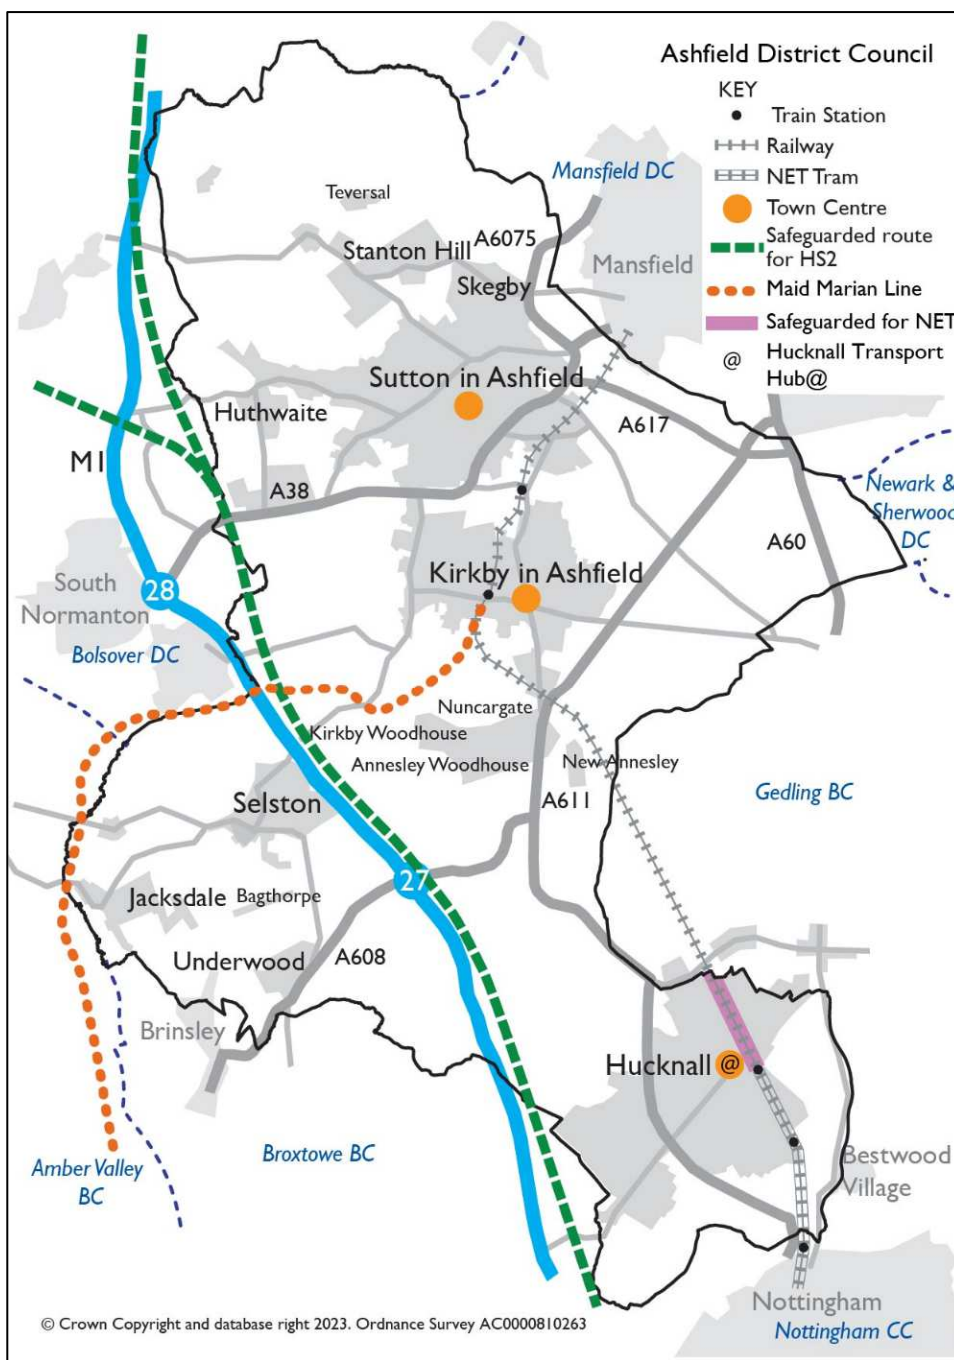 Ashfield District Council
KEY
Train Station
Railway
NET Tram
Town Centre
Safeguarded route
for HS2
Maid Marian Line
Safeguarded for NET
@ Hucknall Transport
Hub@
Mansfield DC
Teversal
A6075
Stanton Hill
Mansfield
Skegby
Sutton in Ashfield
Huthwaite
A617
M1
A38
Newark &
Sherwood
DC
A60
Kirkby in Ashfield
South
Normanton
28
Bolsover DC
Nuncargate
Kirkby Woodhouse
Annesley Woodhouse
New Annesley
Gedling BC
A611
Selston
27
Jacksdale
Bagthorpe
Underwood
A608
Brinsley
Hucknall
@
Amber Valley
BC
Broxtowe BC
Bestwood
Village
Nottingham
Nottingham CC
© Crown Copyright and database right 2023. Ordnance Survey AC0000810263